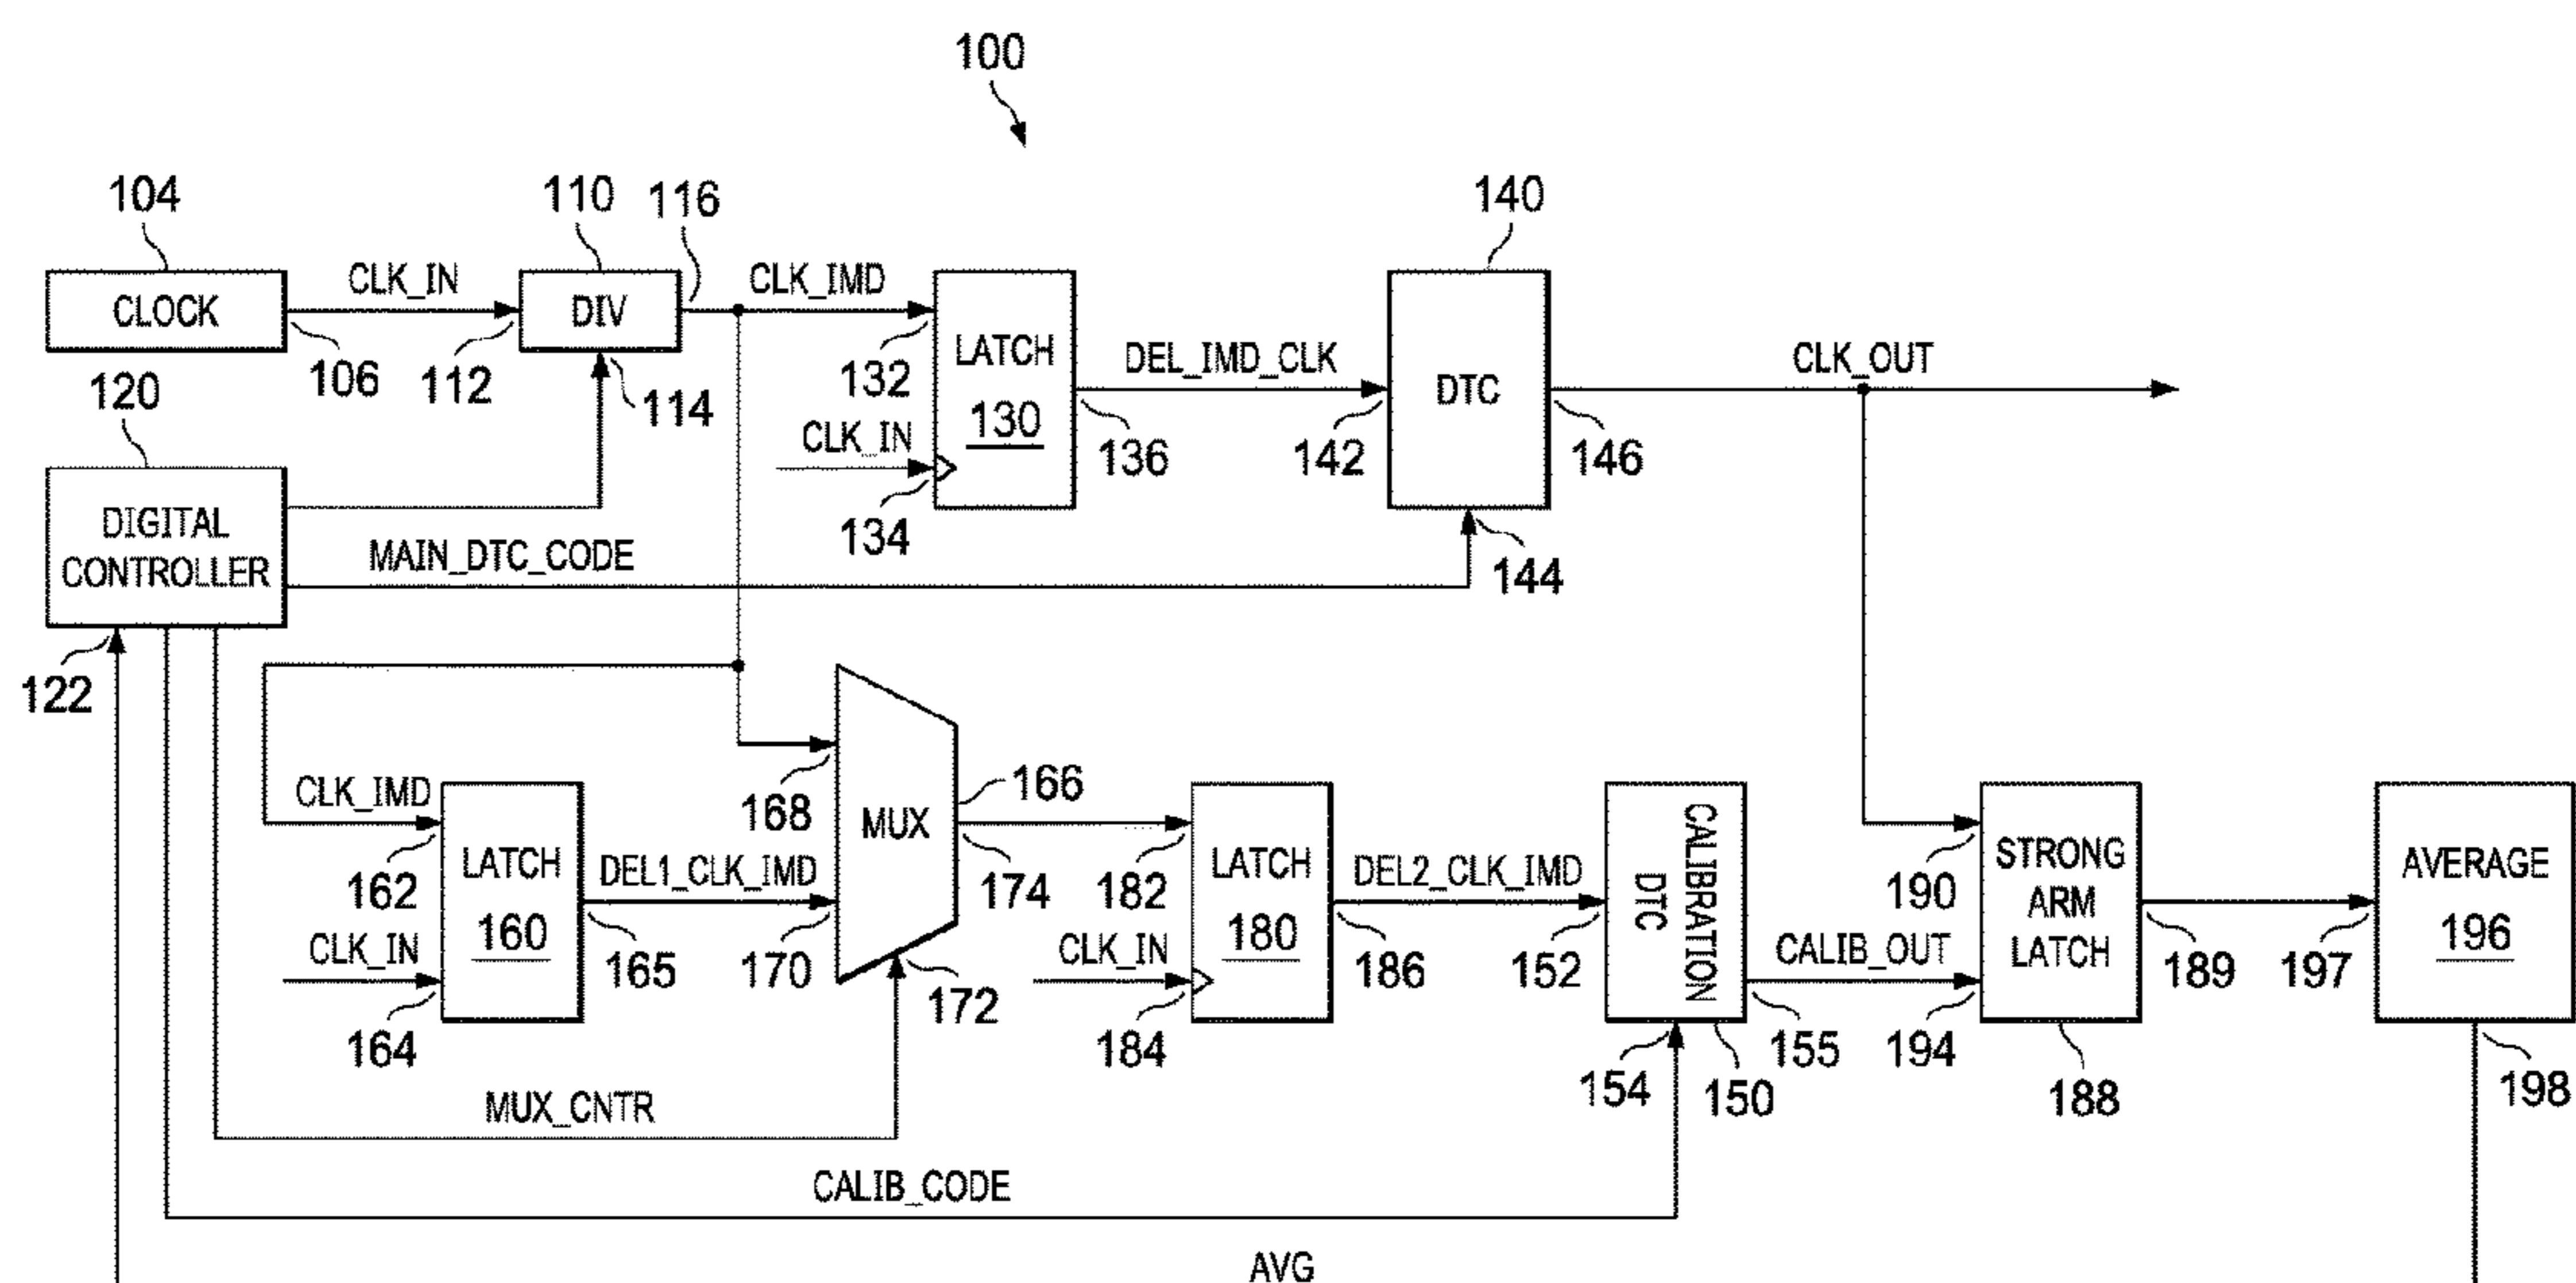 100
104
110
116
140
CLK_IN
CLK_IMD
CLOCK
DIV
LATCH
130
DEL_IMD_CLK
DTC
CLK_OUT
106
112
114
132
CLK_IN
134
136
142
146
120
DIGITAL
CONTROLLER
MAIN_DTC_CODE
144
122
CLK_IMD
162
LATCH
160
CLK_IN
164
DEL1_CLK_IMD
165
168
MUX
166
170
174
172
182
LATCH
180
CLK_IN
184
DEL2_CLK_IMD
186
152
CALIBRATION
DTC
154
150
155
CALIB_OUT
190
194
STRONG
ARM
LATCH
188
189
197
AVERAGE
196
198
MUX_CNTR
CALIB_CODE
AVG